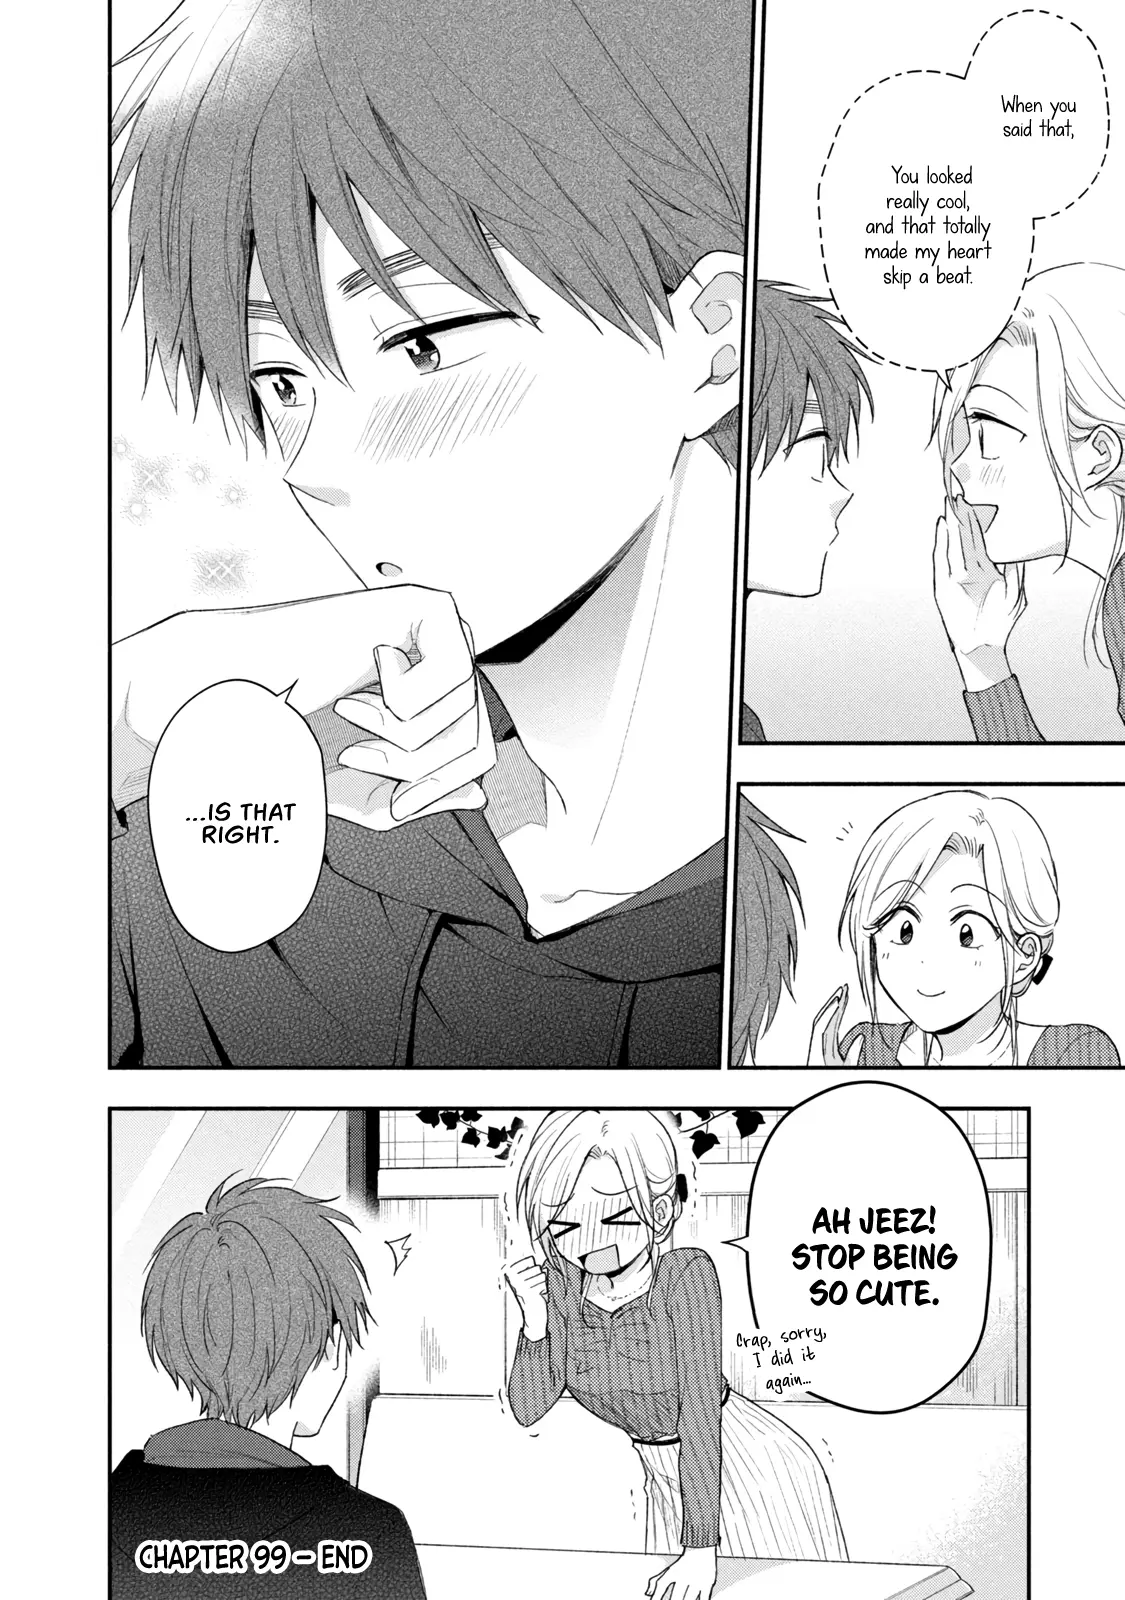 When you
said that,
You looked
really cool,
and that totally
made my heart
skip a beat.
...IS THAT
RIGHT.
AH JEEZ!
STOP BEING
SO CUTE.
Crap, sorry,
I did it
again...
CHAPTER 99 – END